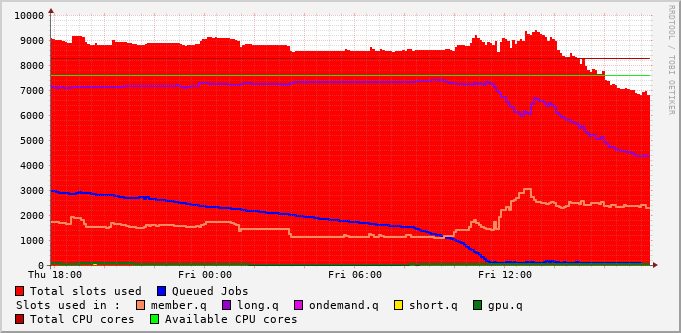 10000
9000
8000
7000
6000
5000
4000
3000
2000
1000
0
Thu 18:00 Fri 00:00 Fri 06:00 Fri 12:00
Total slots used Queued Jobs
Slots used in : member.q long.q ondemand.q short.q gpu.q
Total CPU cores Available CPU cores
RRDTOOL / TOBI OETIKER